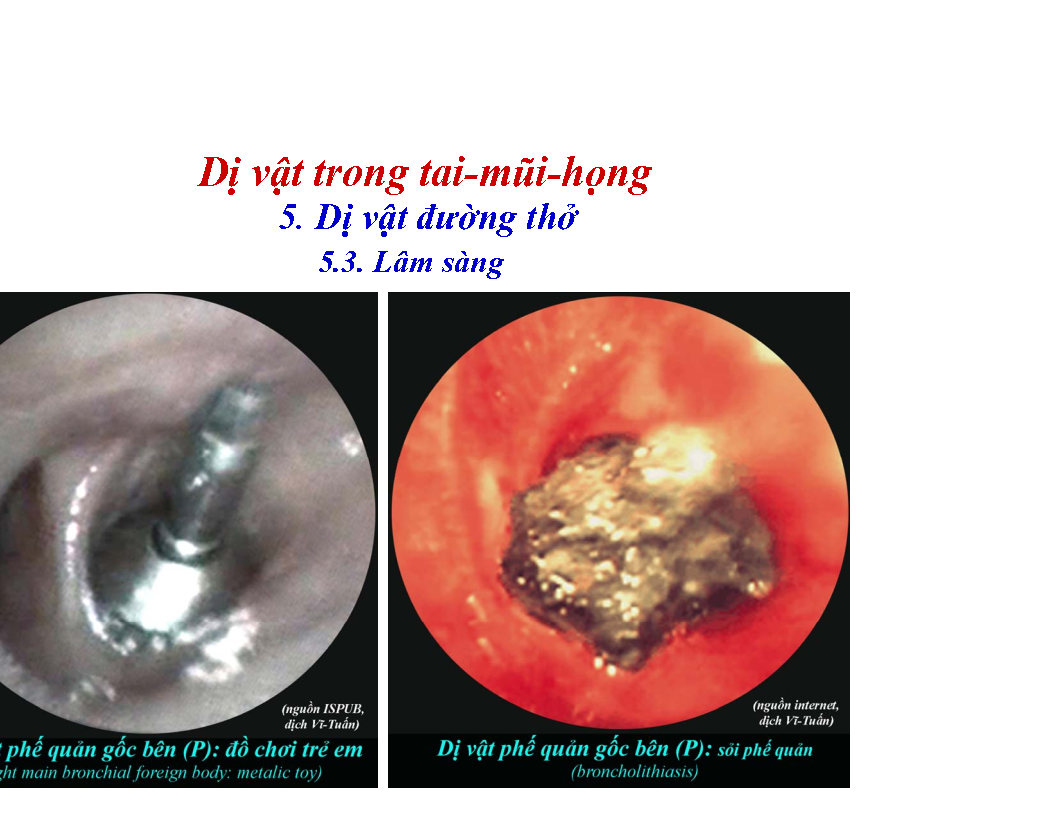 Dị vật trong tai-mũi-họng
5. Dị vật đường thở
5.3. Lâm sàng
(nguồn ISPUB,
dịch Vĩ-Tuấn)
phế quản gốc bên (P): đồ chơi trẻ em
main bronchial foreign body: metalic toy)
(nguồn internet,
dịch Vĩ-Tuấn)
Dị vật phế quản gốc bên (P): sỏi phế quản
(broncholithiasis)